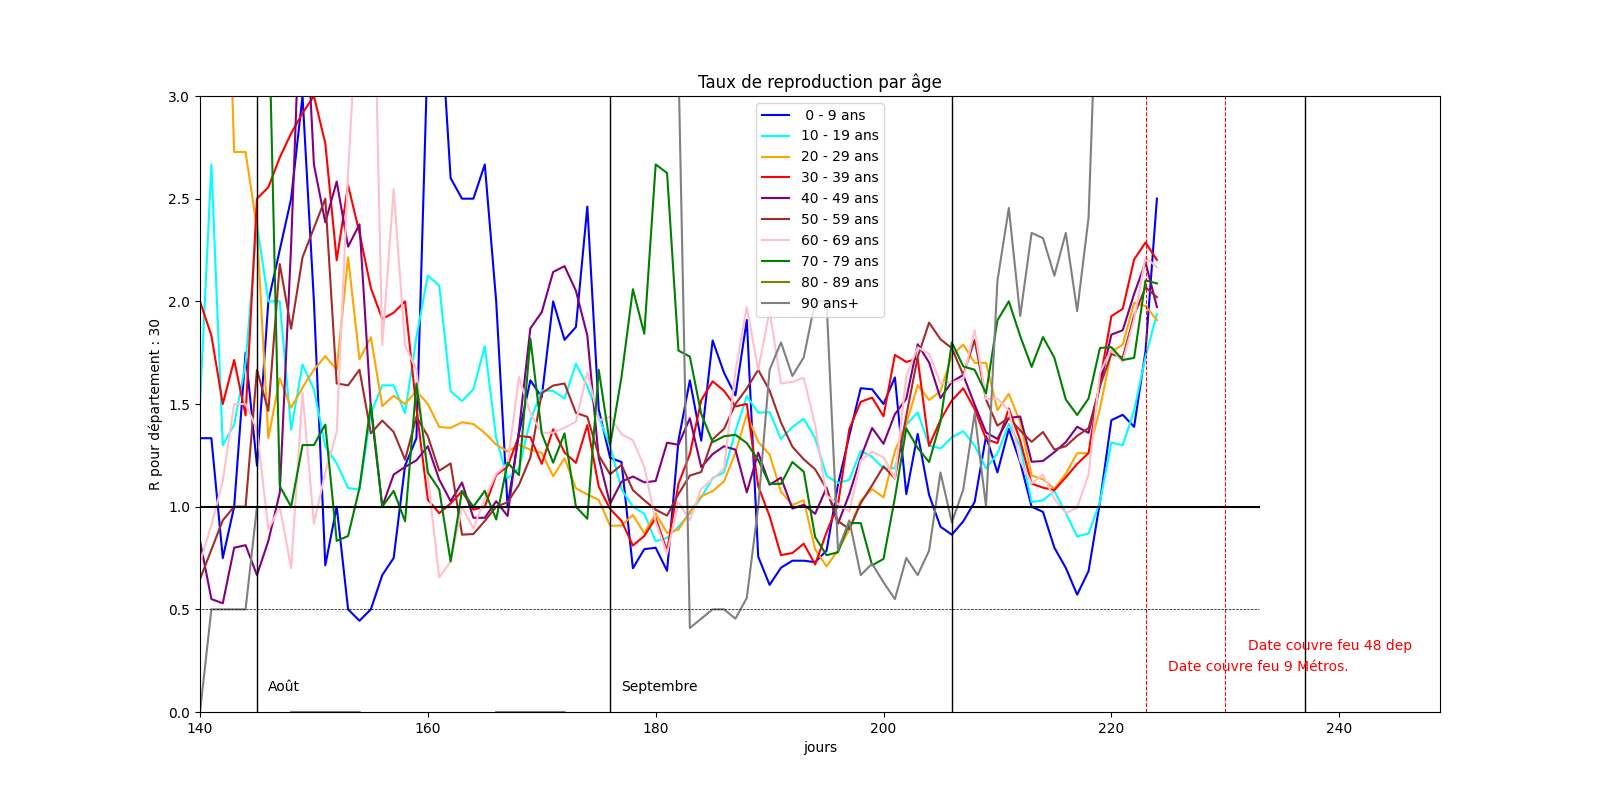 Taux de reproduction par âge
R pour département : 30
3.0
2.5
2.0
1.5
1.0
0.5
0.0
0 - 9 ans
10 - 19 ans
20 - 29 ans
30 - 39 ans
40 - 49 ans
50 - 59 ans
60 - 69 ans
70 - 79 ans
80 - 89 ans
90 ans+
Date couvre feu 48 dep
Date couvre feu 9 Métros.
Août
Septembre
140
160
180
200
220
240
jours